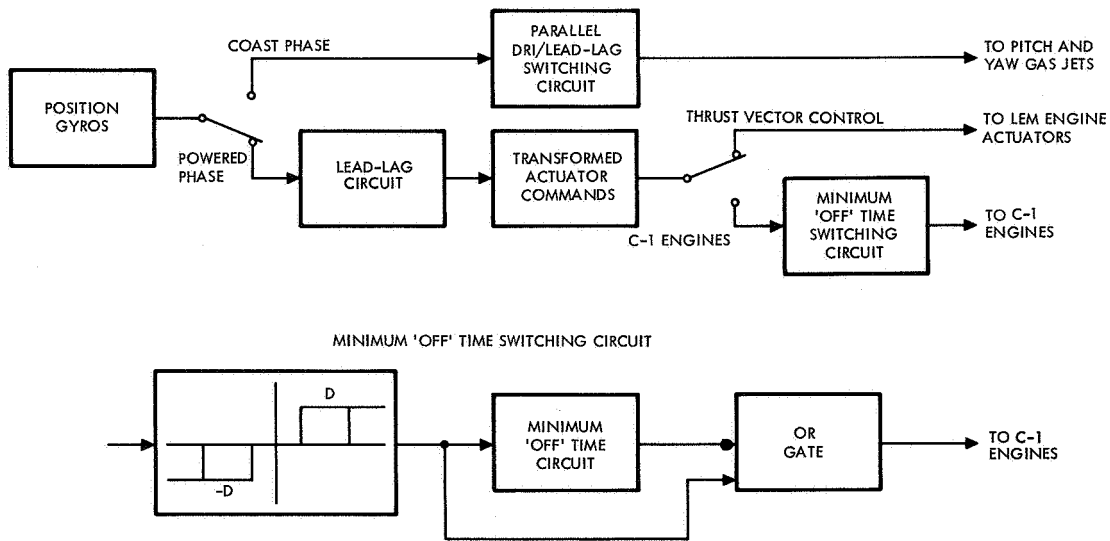 COAST PHASE
PARALLEL
DRI/LEAD-LAG
SWITCHING
CIRCUIT
TO PITCH AND
YAW GAS JETS
POSITION
GYROS
POWERED
PHASE
LEAD-LAG
CIRCUIT
TRANSFORMED
ACTUATOR
COMMANDS
THRUST VECTOR CONTROL
TO LEM ENGINE
ACTUATORS
C-1 ENGINES
MINIMUM
'OFF' TIME
SWITCHING
CIRCUIT
TO C-1
ENGINES
MINIMUM 'OFF' TIME SWITCHING CIRCUIT
D
-D
MINIMUM
'OFF' TIME
CIRCUIT
OR
GATE
TO C-1
ENGINES